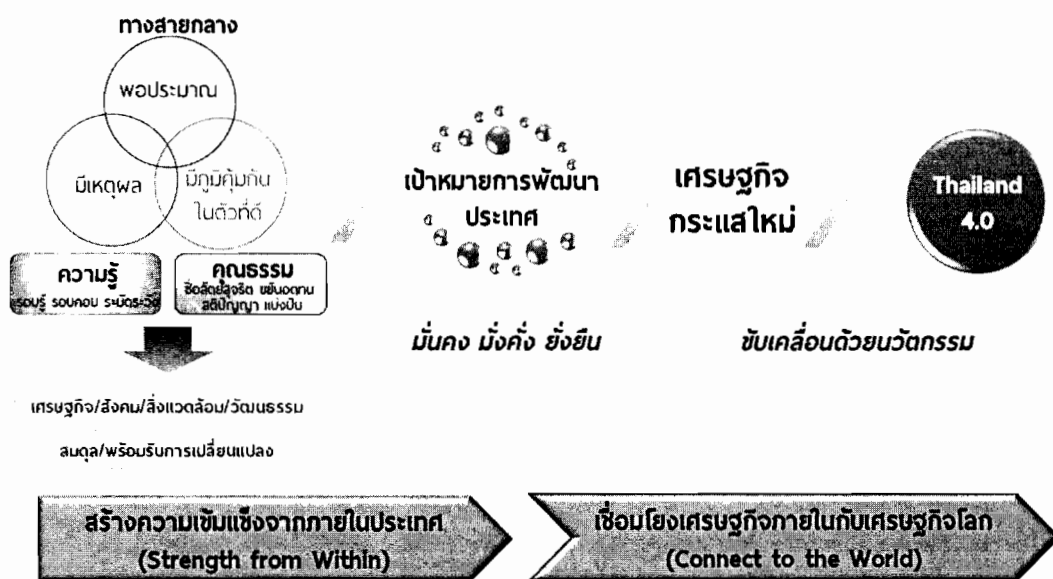 ทางสายกลาง
พอประมาณ
มีเหตุผล
มีภูมิคุ้มกัน
ในตัวที่ดี
ความรู้
รอบรู้ รอบคอบ ระมัดระวัง
คุณธรรม
ซื่อสัตย์สุจริต ขยันอดทน
สติปัญญา แบ่งปัน
เศรษฐกิจ/สังคม/สิ่งแวดล้อม/วัฒนธรรม
สมดุล/พร้อมรับการเปลี่ยนแปลง
เป้าหมายการพัฒนา
ประเทศ
มั่นคง มั่งคั่ง ยั่งยืน
เศรษฐกิจ
กระแสใหม่
Thailand
4.0
ขับเคลื่อนด้วยนวัตกรรม
สร้างความเข้มแข็งจากภายในประเทศ
(Strength from Within)
เชื่อมโยงเศรษฐกิจภายในกับเศรษฐกิจโลก
(Connect to the World)